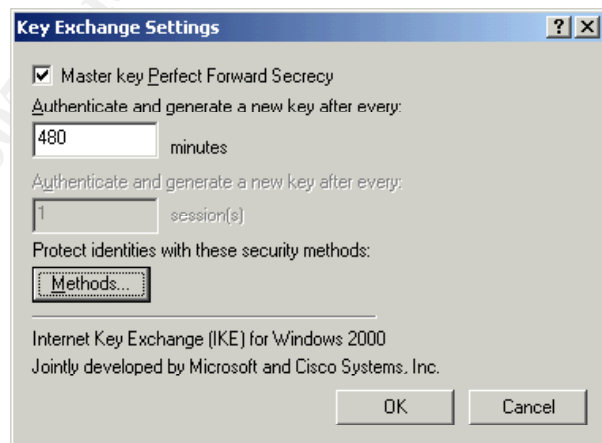 Key Exchange Settings
Master key Perfect Forward Secrecy
Authenticate and generate a new key after every:
480 minutes
Authenticate and generate a new key after every:
1 session(s)
Protect identities with these security methods:
Methods...
Internet Key Exchange (IKE) for Windows 2000
Jointly developed by Microsoft and Cisco Systems, Inc.
OK Cancel